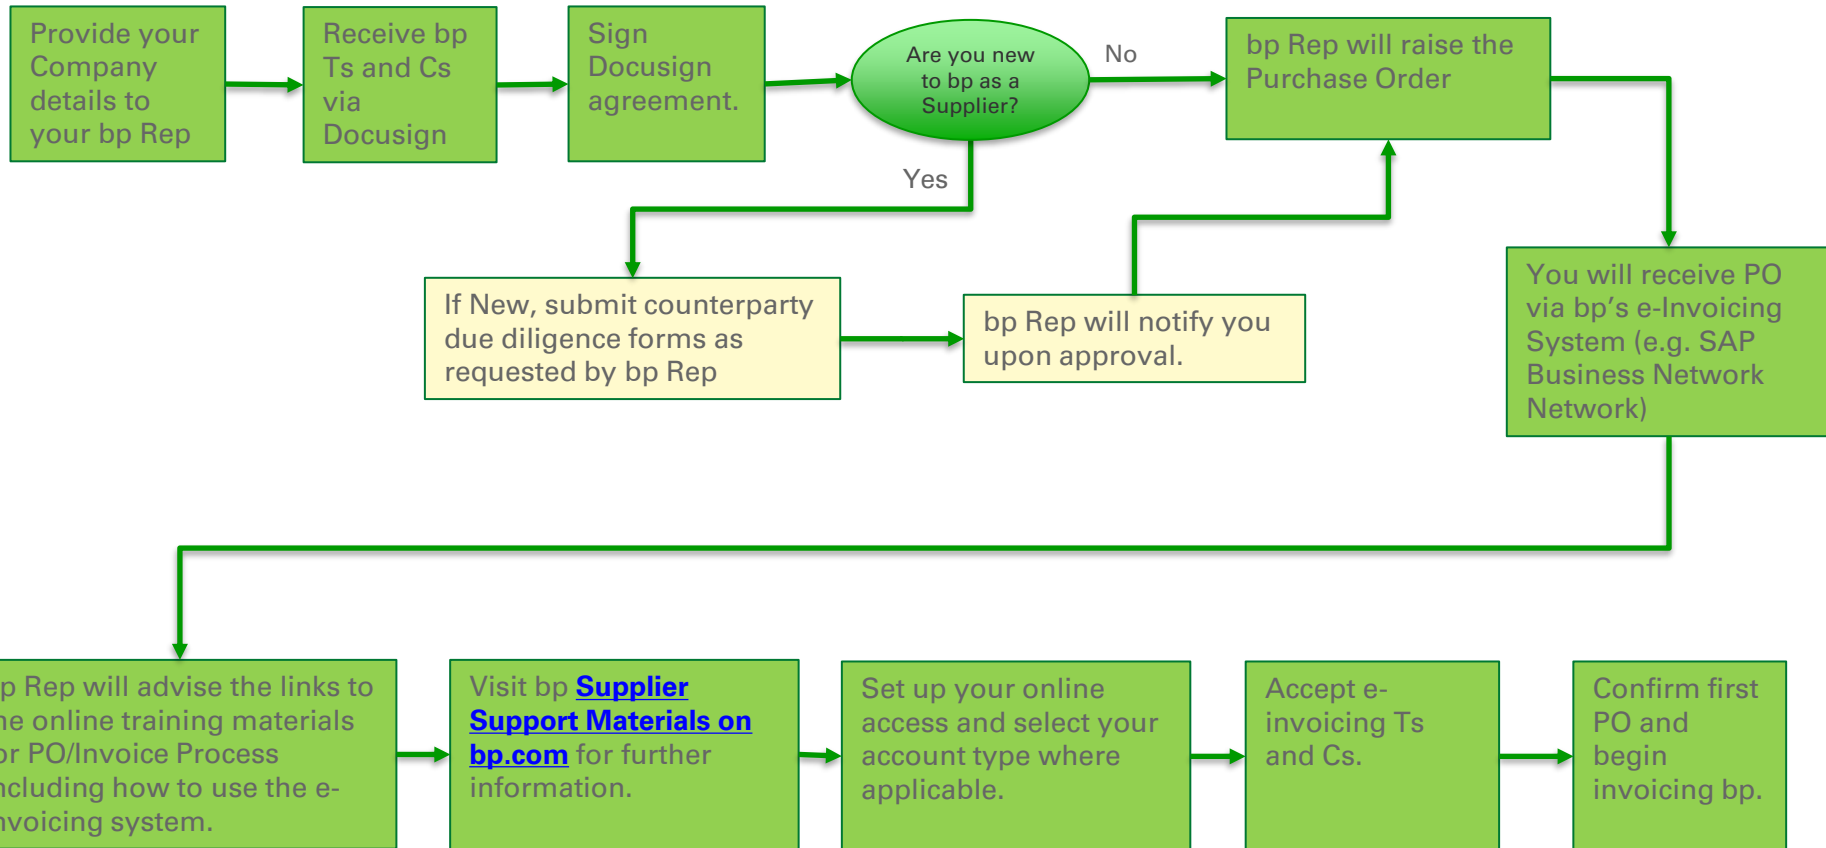 Provide your
Company
details to
your bp Rep
Receive bp
Ts and Cs
via
Docusign
Sign
Docusign
agreement.
Are you new
to bp as a
Supplier?
No
Yes
bp Rep will raise the
Purchase Order
If New, submit counterparty
due diligence forms as
requested by bp Rep
bp Rep will notify you
upon approval.
You will receive PO
via bp’s e-Invoicing
System (e.g. SAP
Business Network
Network)
p Rep will advise the links to
he online training materials
or PO/Invoice Process
ncluding how to use the e-
nvoicing system.
Visit bp Supplier
Support Materials on
bp.com for further
information.
Set up your online
access and select your
account type where
applicable.
Accept e-
invoicing Ts
and Cs.
Confirm first
PO and
begin
invoicing bp.